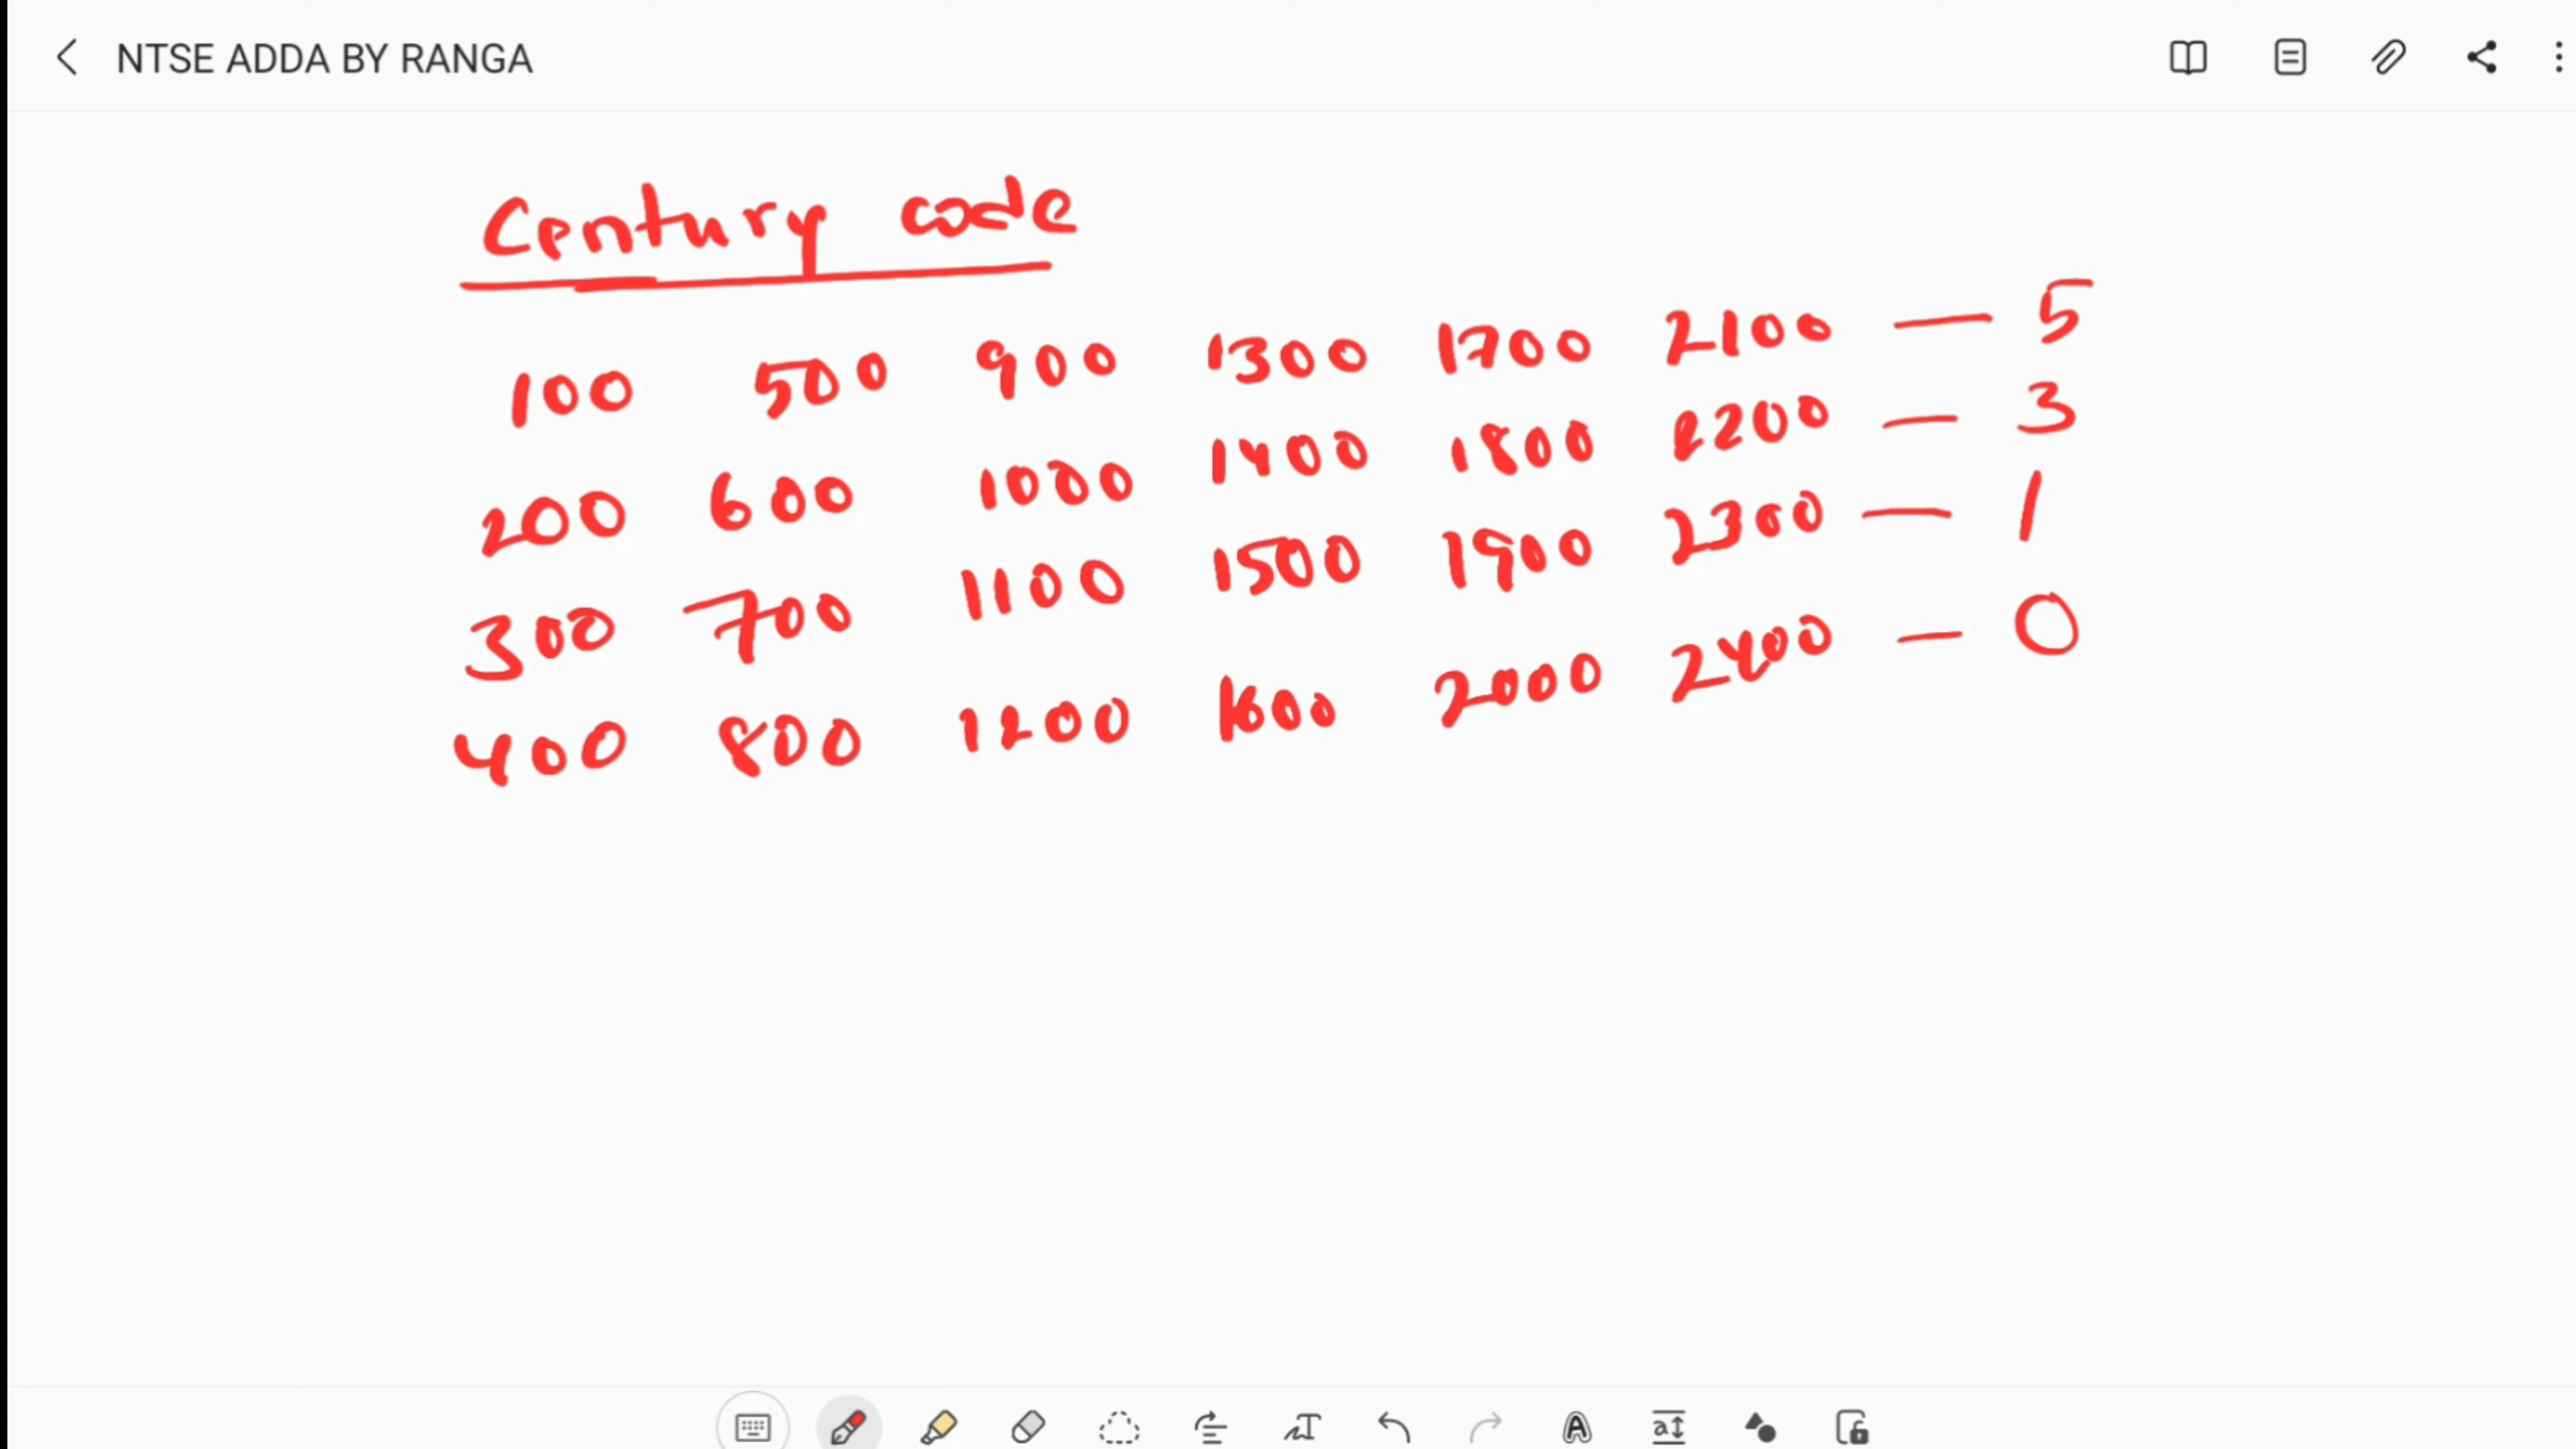 NTSE ADDA BY RANGA
Century code
100 500 900 1300 1700 2100 — 5
200 600 1000 1400 1800 2200 — 3
300 700 1100 1500 1900 2300 — 1
400 800 1200 1600 2000 2400 — 0